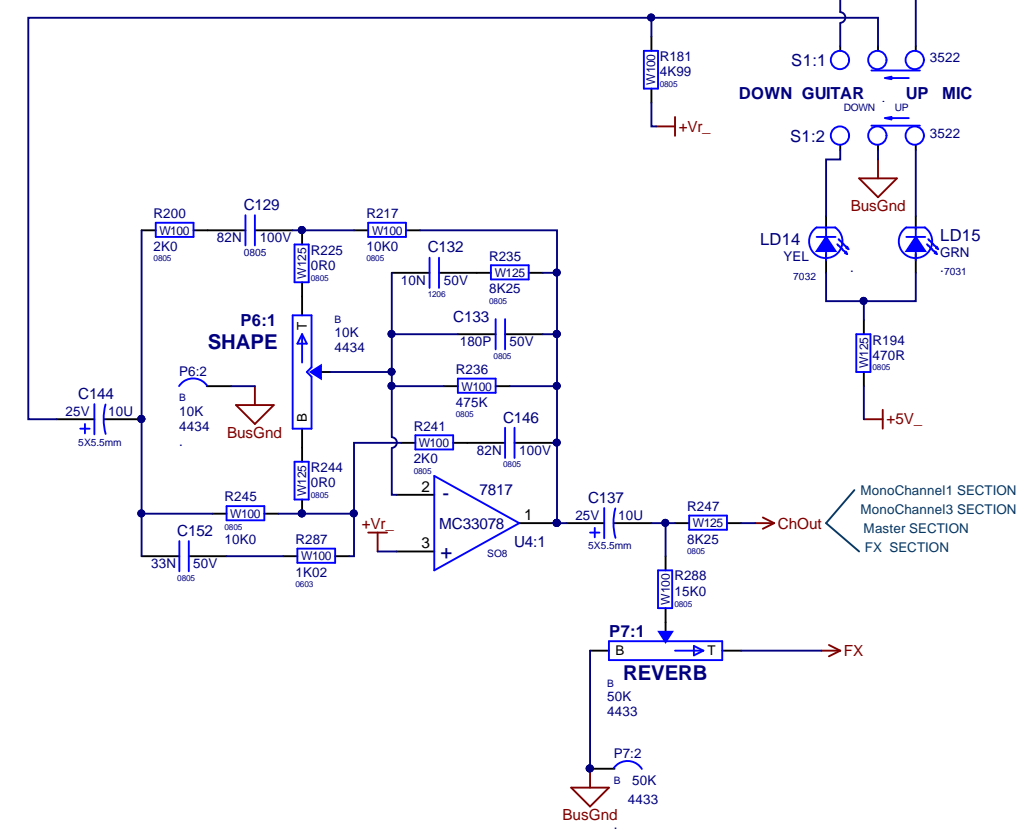 R181
W100
4K99
0805
+Vr_
S1:1
3522
DOWN GUITAR UP MIC
DOWN UP
S1:2
3522
BusGnd
LD14
YEL
7032
LD15
GRN
7031
R194
W125
470R
0805
+5V_
R200
W100
2K0
0805
C129
82N 100V
0805
R217
W100
10K0
0805
R225
W125
0R0
0805
C132
10N 50V
1206
R235
W125
8K25
0805
P6:1
SHAPE
T
B
B
10K
4434
C133
180P 50V
0805
P6:2
B
10K
4434
BusGnd
R236
W100
475K
0805
C144
25V 10U
+
5X5.5mm
R241
W100
2K0
0805
C146
82N 100V
0805
R244
W125
0R0
0805
R245
W100
0805
10K0
C152
33N 50V
0805
R287
W100
1K02
0603
+Vr_
2
-
7817
MC33078
1
3
+
SO8
U4:1
C137
25V 10U
+
5X5.5mm
R247
W125
8K25
0805
ChOut
MonoChannel1 SECTION
MonoChannel3 SECTION
Master SECTION
FX SECTION
R288
W100
15K0
0805
P7:1
B T
REVERB
FX
B
50K
4433
P7:2
B 50K
4433
BusGnd